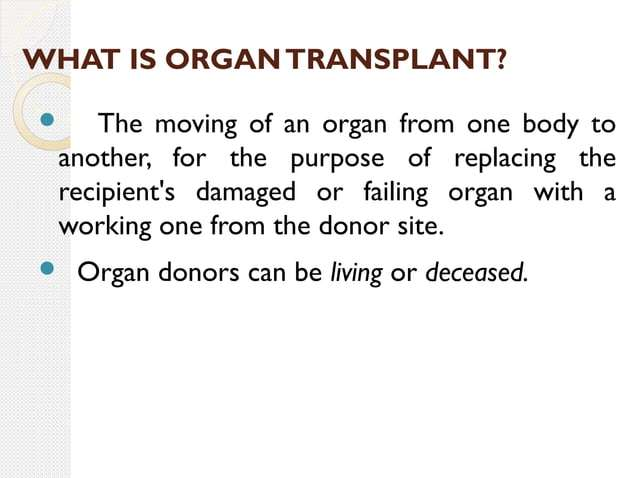 WHAT IS ORGAN TRANSPLANT?
The moving of an organ from one body to
another, for the purpose of replacing the
recipient's damaged or failing organ with a
working one from the donor site.
Organ donors can be living or deceased.